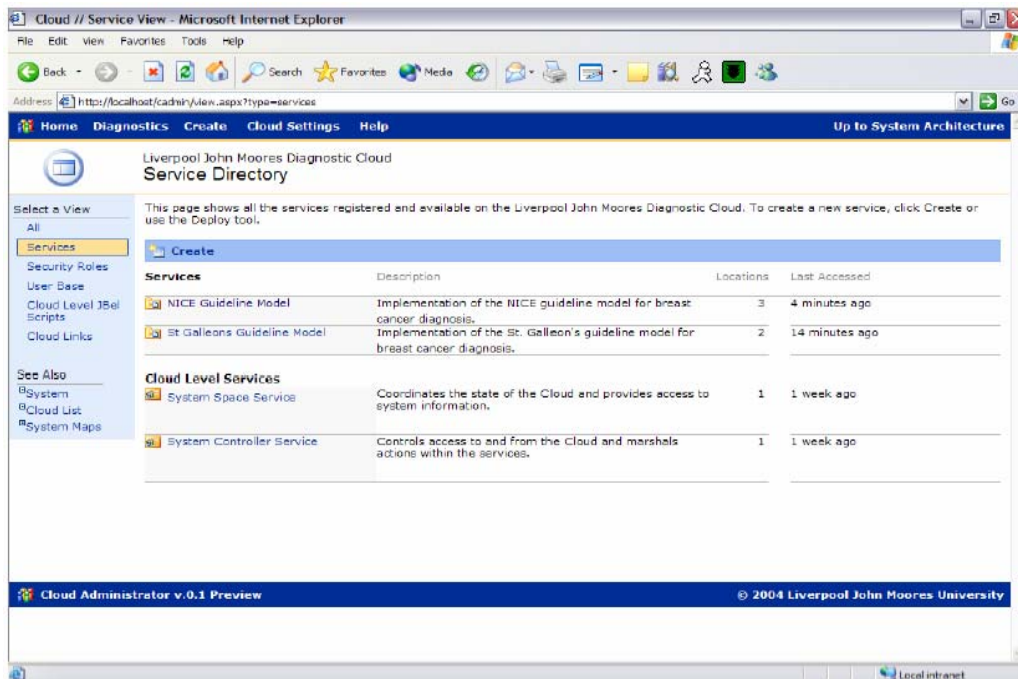 Cloud // Service View - Microsoft Internet Explorer
File Edit View Favorites Tools Help
Back Search Favorites Media
Address http://localhost/cadmin/view.aspx?type=services Go
Home Diagnostics Create Cloud Settings Help Up to System Architecture
Liverpool John Moores Diagnostic Cloud
Service Directory
Select a View
All
Services
Security Roles
User Base
Cloud Level JBel
Scripts
Cloud Links
See Also
System
Cloud List
System Maps
This page shows all the services registered and available on the Liverpool John Moores Diagnostic Cloud. To create a new service, click Create or
use the Deploy tool.
Create
Services Description Locations Last Accessed
NICE Guideline Model Implementation of the NICE guideline model for breast 3 4 minutes ago
cancer diagnosis.
St Galleons Guideline Model Implementation of the St. Galleon's guideline model for 2 14 minutes ago
breast cancer diagnosis.
Cloud Level Services
System Space Service Coordinates the state of the Cloud and provides access to 1 1 week ago
system information.
System Controller Service Controls access to and from the Cloud and marshals 1 1 week ago
actions within the services.
Cloud Administrator v.0.1 Preview © 2004 Liverpool John Moores University
Local intranet